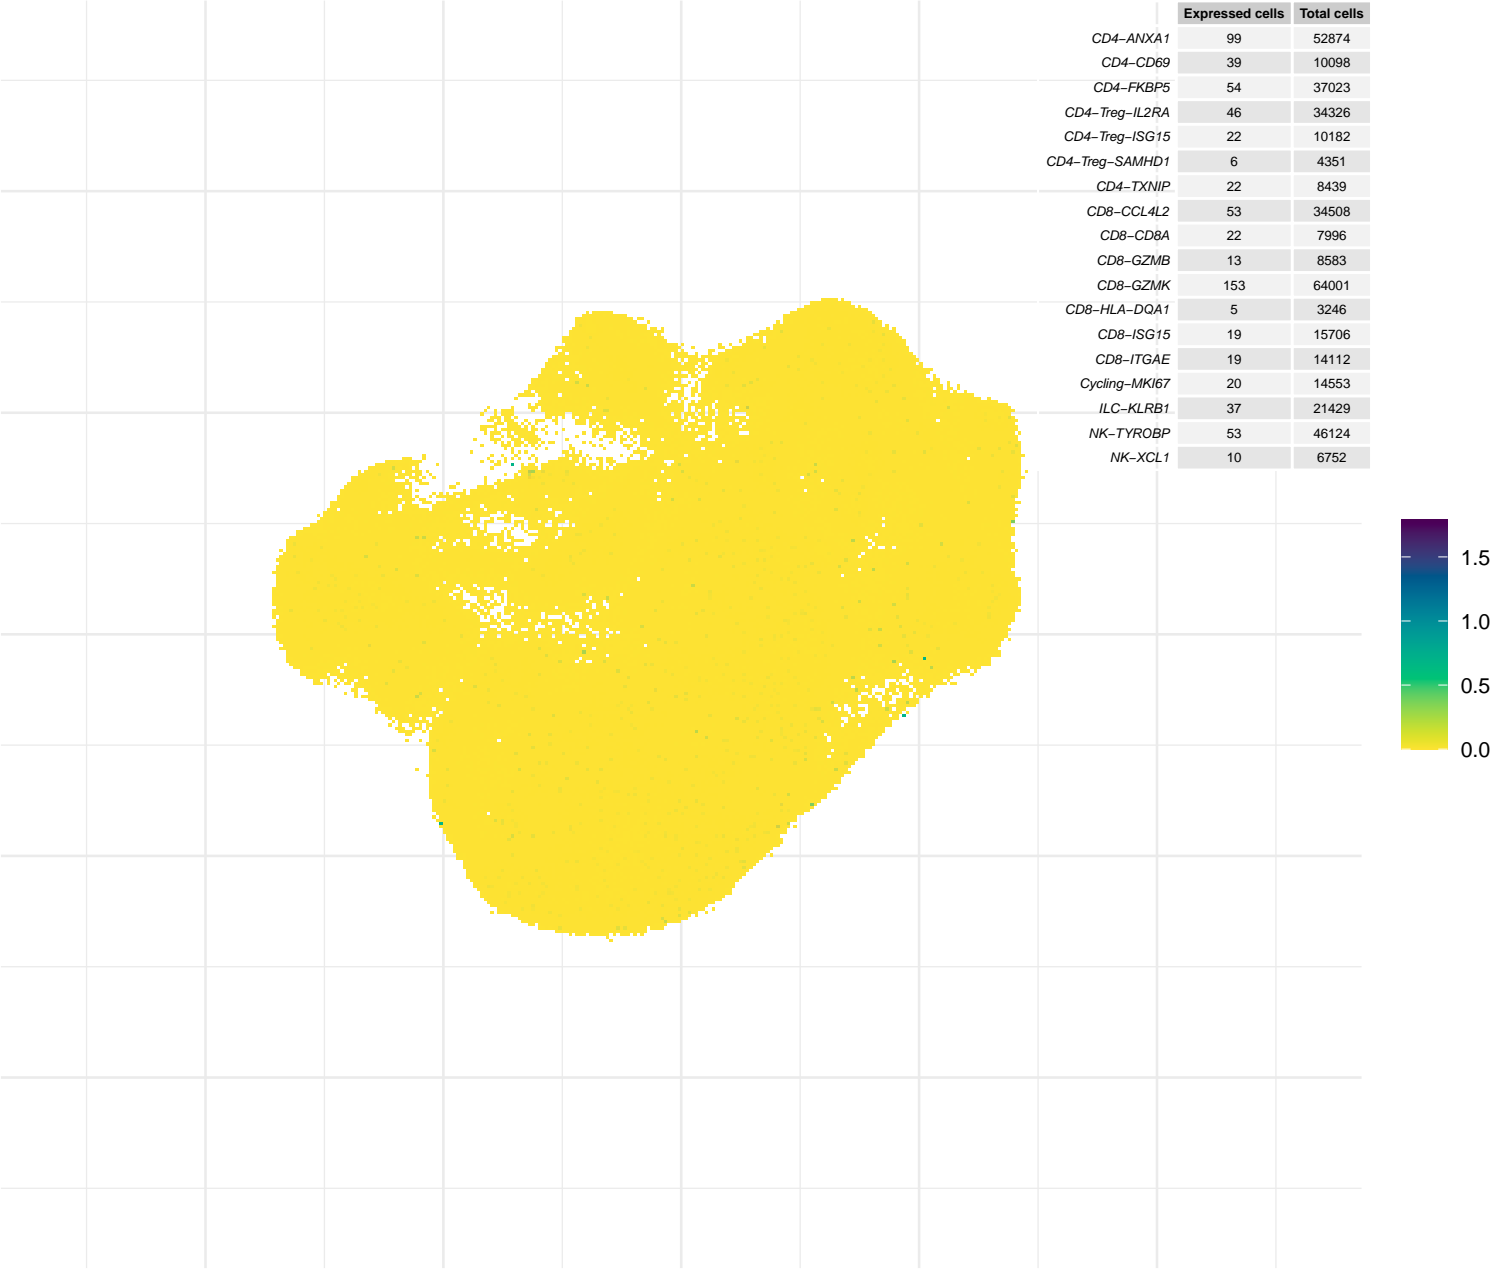 Expressed cells Total cells
CD4−ANXA1 99 52874
CD4−CD69 39 10098
CD4−FKBP5 54 37023
CD4−Treg−IL2RA 46 34326
CD4−Treg−ISG15 22 10182
CD4−Treg−SAMHD1 6 4351
CD4−TXNIP 22 8439
CD8−CCL4L2 53 34508
CD8−CD8A 22 7996
CD8−GZMB 13 8583
CD8−GZMK 153 64001
CD8−HLA−DQA1 5 3246
CD8−ISG15 19 15706
CD8−ITGAE 19 14112
Cycling−MKI67 20 14553
ILC−KLRB1 37 21429
NK−TYROBP 53 46124
NK−XCL1 10 6752
1.5
1.0
0.5
0.0